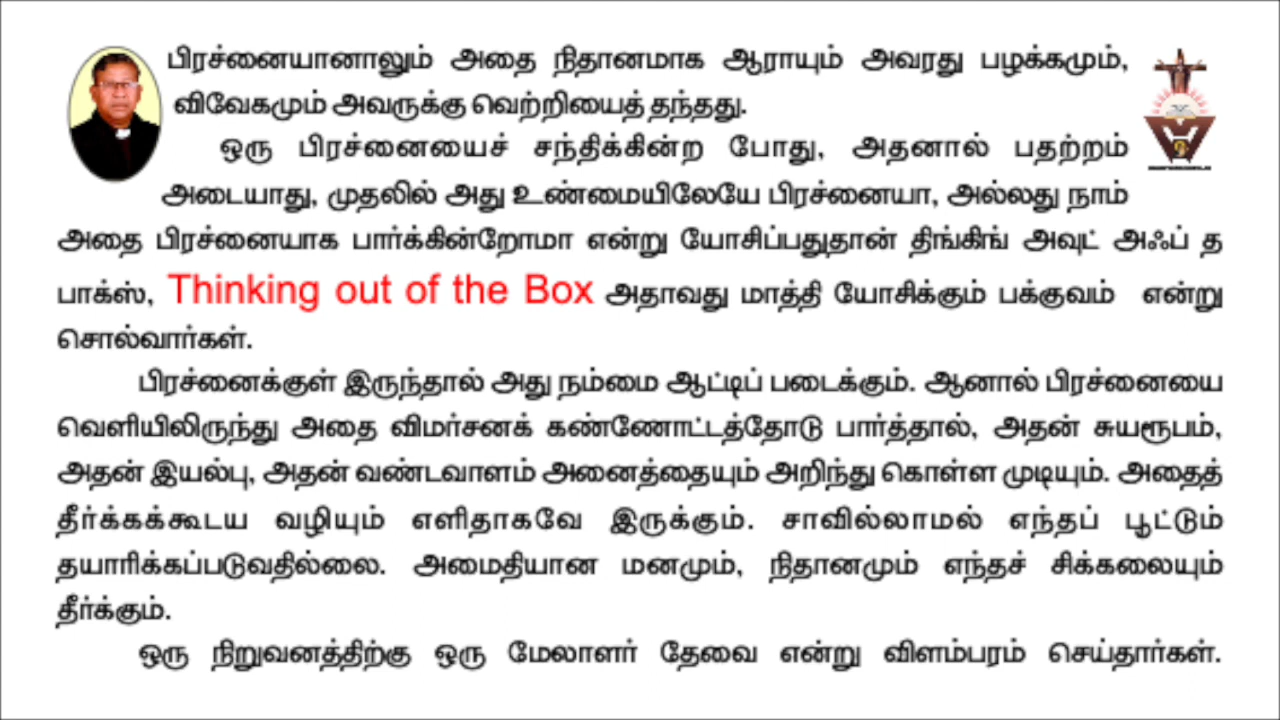 பிரச்னையானாலும் அதை நிதானமாக ஆராயும் அவரது பழக்கமும்,
விவேகமும் அவருக்கு வெற்றியைத் தந்தது.
ஒரு பிரச்னையைச் சந்திக்கின்ற போது, அதனால் பதற்றம்
அடையாது, முதலில் அது உண்மையிலேயே பிரச்னையா, அல்லது நாம்
அதை பிரச்னையாக பார்க்கின்றோமா என்று யோசிப்பதுதான் திங்கிங் அவுட் அஃப் த
பாக்ஸ், Thinking out of the Box அதாவது மாத்தி யோசிக்கும் பக்குவம் என்று
சொல்வார்கள்.
பிரச்னைக்குள் இருந்தால் அது நம்மை ஆட்டிப் படைக்கும். ஆனால் பிரச்னையை
வெளியிலிருந்து அதை விமர்சனக் கண்ணோட்டத்தோடு பார்த்தால், அதன் சுயரூபம்,
அதன் இயல்பு, அதன் வண்டவாளம் அனைத்தையும் அறிந்து கொள்ள முடியும். அதைத்
தீர்க்கக்கூடய வழியும் எளிதாகவே இருக்கும். சாவில்லாமல் எந்தப் பூட்டும்
தயாரிக்கப்படுவதில்லை. அமைதியான மனமும், நிதானமும் எந்தச் சிக்கலையும்
தீர்க்கும்.
ஒரு நிறுவனத்திற்கு ஒரு மேலாளர் தேவை என்று விளம்பரம் செய்தார்கள்.